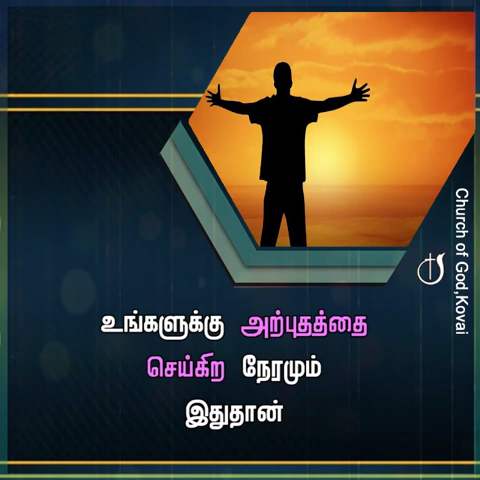 Church of God,Kovai
உங்களுக்கு அற்புதத்தை
செய்கிற நேரமும்
இதுதான்